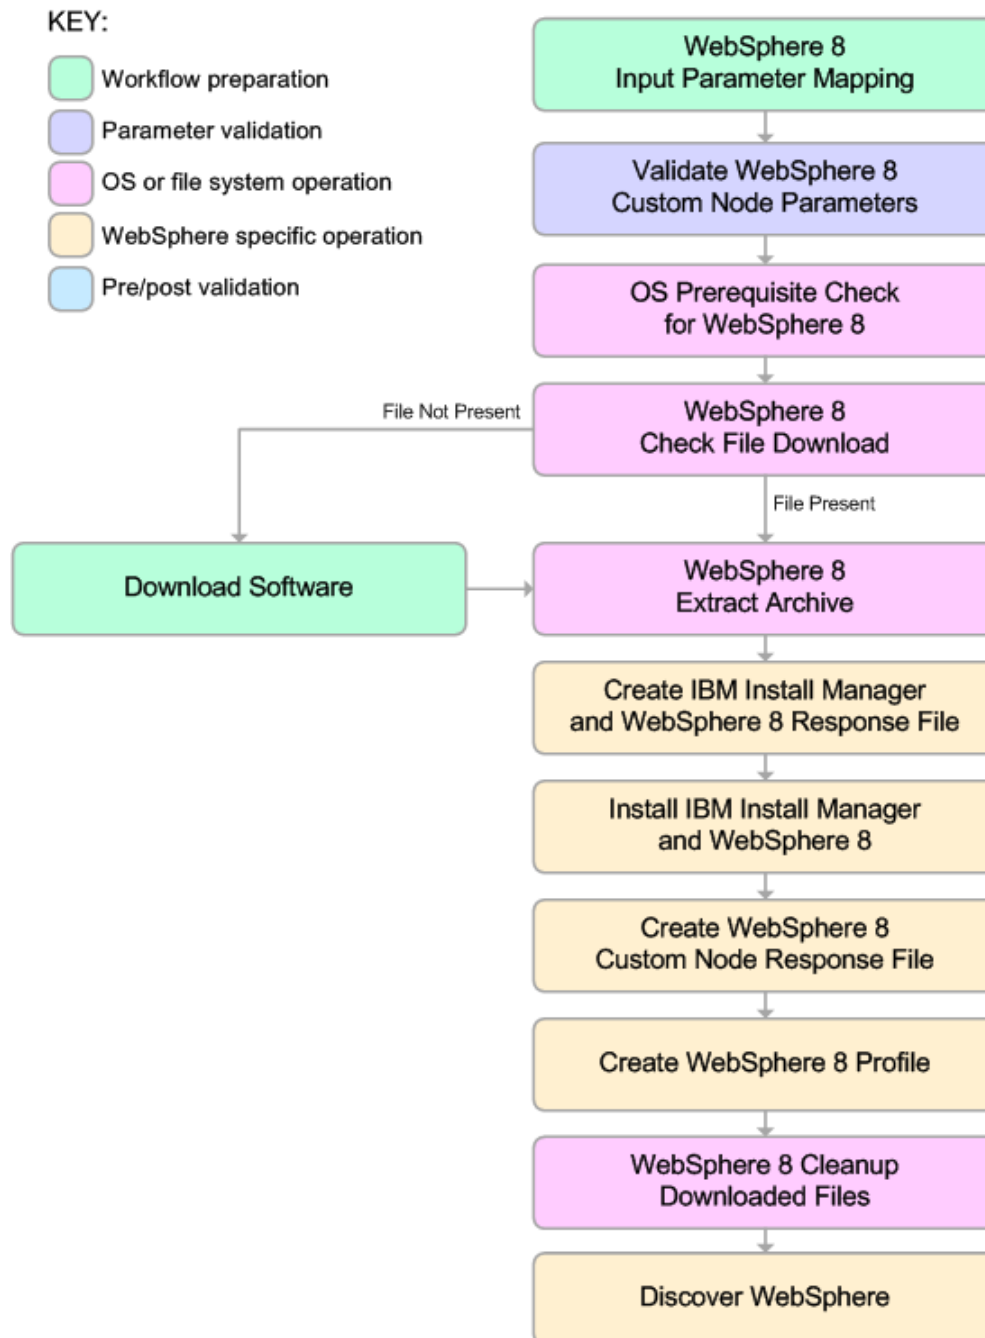 KEY:
Workflow preparation
Parameter validation
OS or file system operation
WebSphere specific operation
Pre/post validation
WebSphere 8
Input Parameter Mapping
Validate WebSphere 8
Custom Node Parameters
OS Prerequisite Check
for WebSphere 8
WebSphere 8
Check File Download
File Not Present
File Present
Download Software
WebSphere 8
Extract Archive
Create IBM Install Manager
and WebSphere 8 Response File
Install IBM Install Manager
and WebSphere 8
Create WebSphere 8
Custom Node Response File
Create WebSphere 8 Profile
WebSphere 8 Cleanup
Downloaded Files
Discover WebSphere